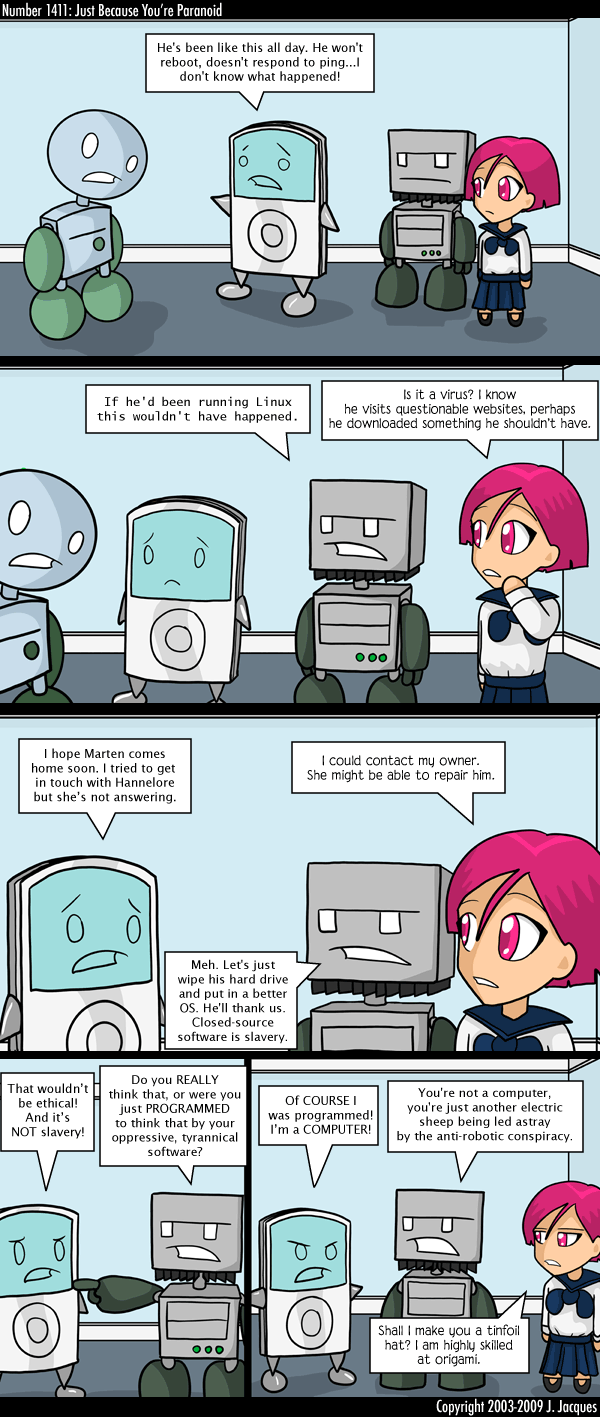 Number 1411: Just Because You're Paranoid
He's been like this all day. He won't
reboot, doesn't respond to ping...I
don't know what happened!
If he'd been running Linux
this wouldn't have happened.
Is it a virus? I know
he visits questionable websites, perhaps
he downloaded something he shouldn't have.
I hope Marten comes
home soon. I tried to get
in touch with Hannelore
but she's not answering.
I could contact my owner.
She might be able to repair him.
Meh. Let's just
wipe his hard drive
and put in a better
OS. He'll thank us.
Closed-source
software is slavery.
That wouldn't
be ethical!
And it's
NOT slavery!
Do you REALLY
think that, or were you
just PROGRAMMED
to think that by your
oppressive, tyrannical
software?
Of COURSE I
was programmed!
I'm a COMPUTER!
You're not a computer,
you're just another electric
sheep being led astray
by the anti-robotic conspiracy.
Shall I make you a tinfoil
hat? I am highly skilled
at origami.
Copyright 2003-2009 J. Jacques